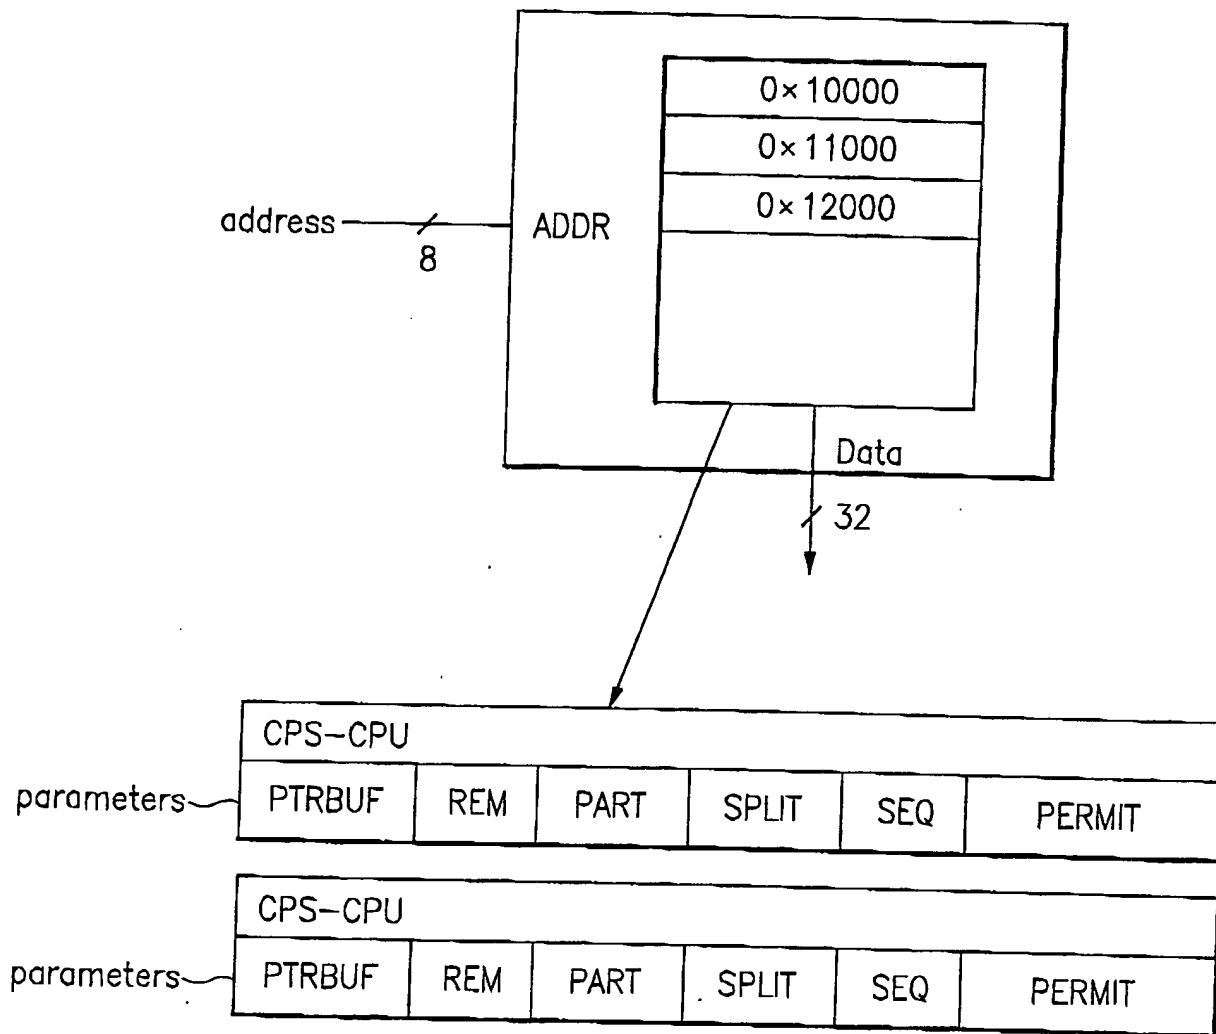 0×10000
0×11000
0×12000
address
8
ADDR
Data
32
CPS-CPU
parameters
PTRBUF REM PART SPLIT SEQ PERMIT
CPS-CPU
parameters
PTRBUF REM PART SPLIT SEQ PERMIT